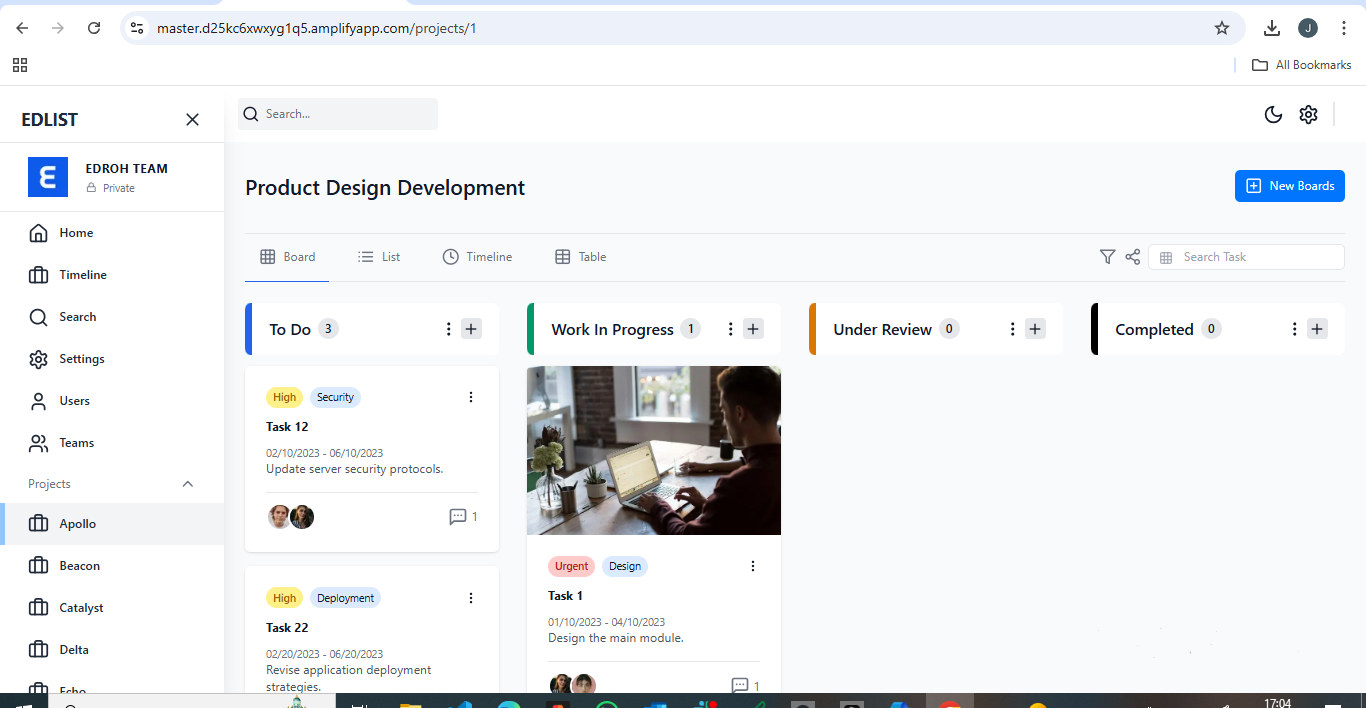 master.d25kc6xwxyg1q5.amplifyapp.com/projects/1
J
All Bookmarks
EDLIST
Search...
EDROH TEAM
Private
Product Design Development
New Boards
Home
Timeline
Search
Settings
Users
Teams
Projects
Apollo
Beacon
Catalyst
Delta
Echo
Board
List
Timeline
Table
Search Task
To Do 3
Work In Progress 1
Under Review 0
Completed 0
High Security
Task 12
02/10/2023 - 06/10/2023
Update server security protocols.
1
High Deployment
Task 22
02/20/2023 - 06/20/2023
Revise application deployment
strategies.
Urgent Design
Task 1
01/10/2023 - 04/10/2023
Design the main module.
1
17:04